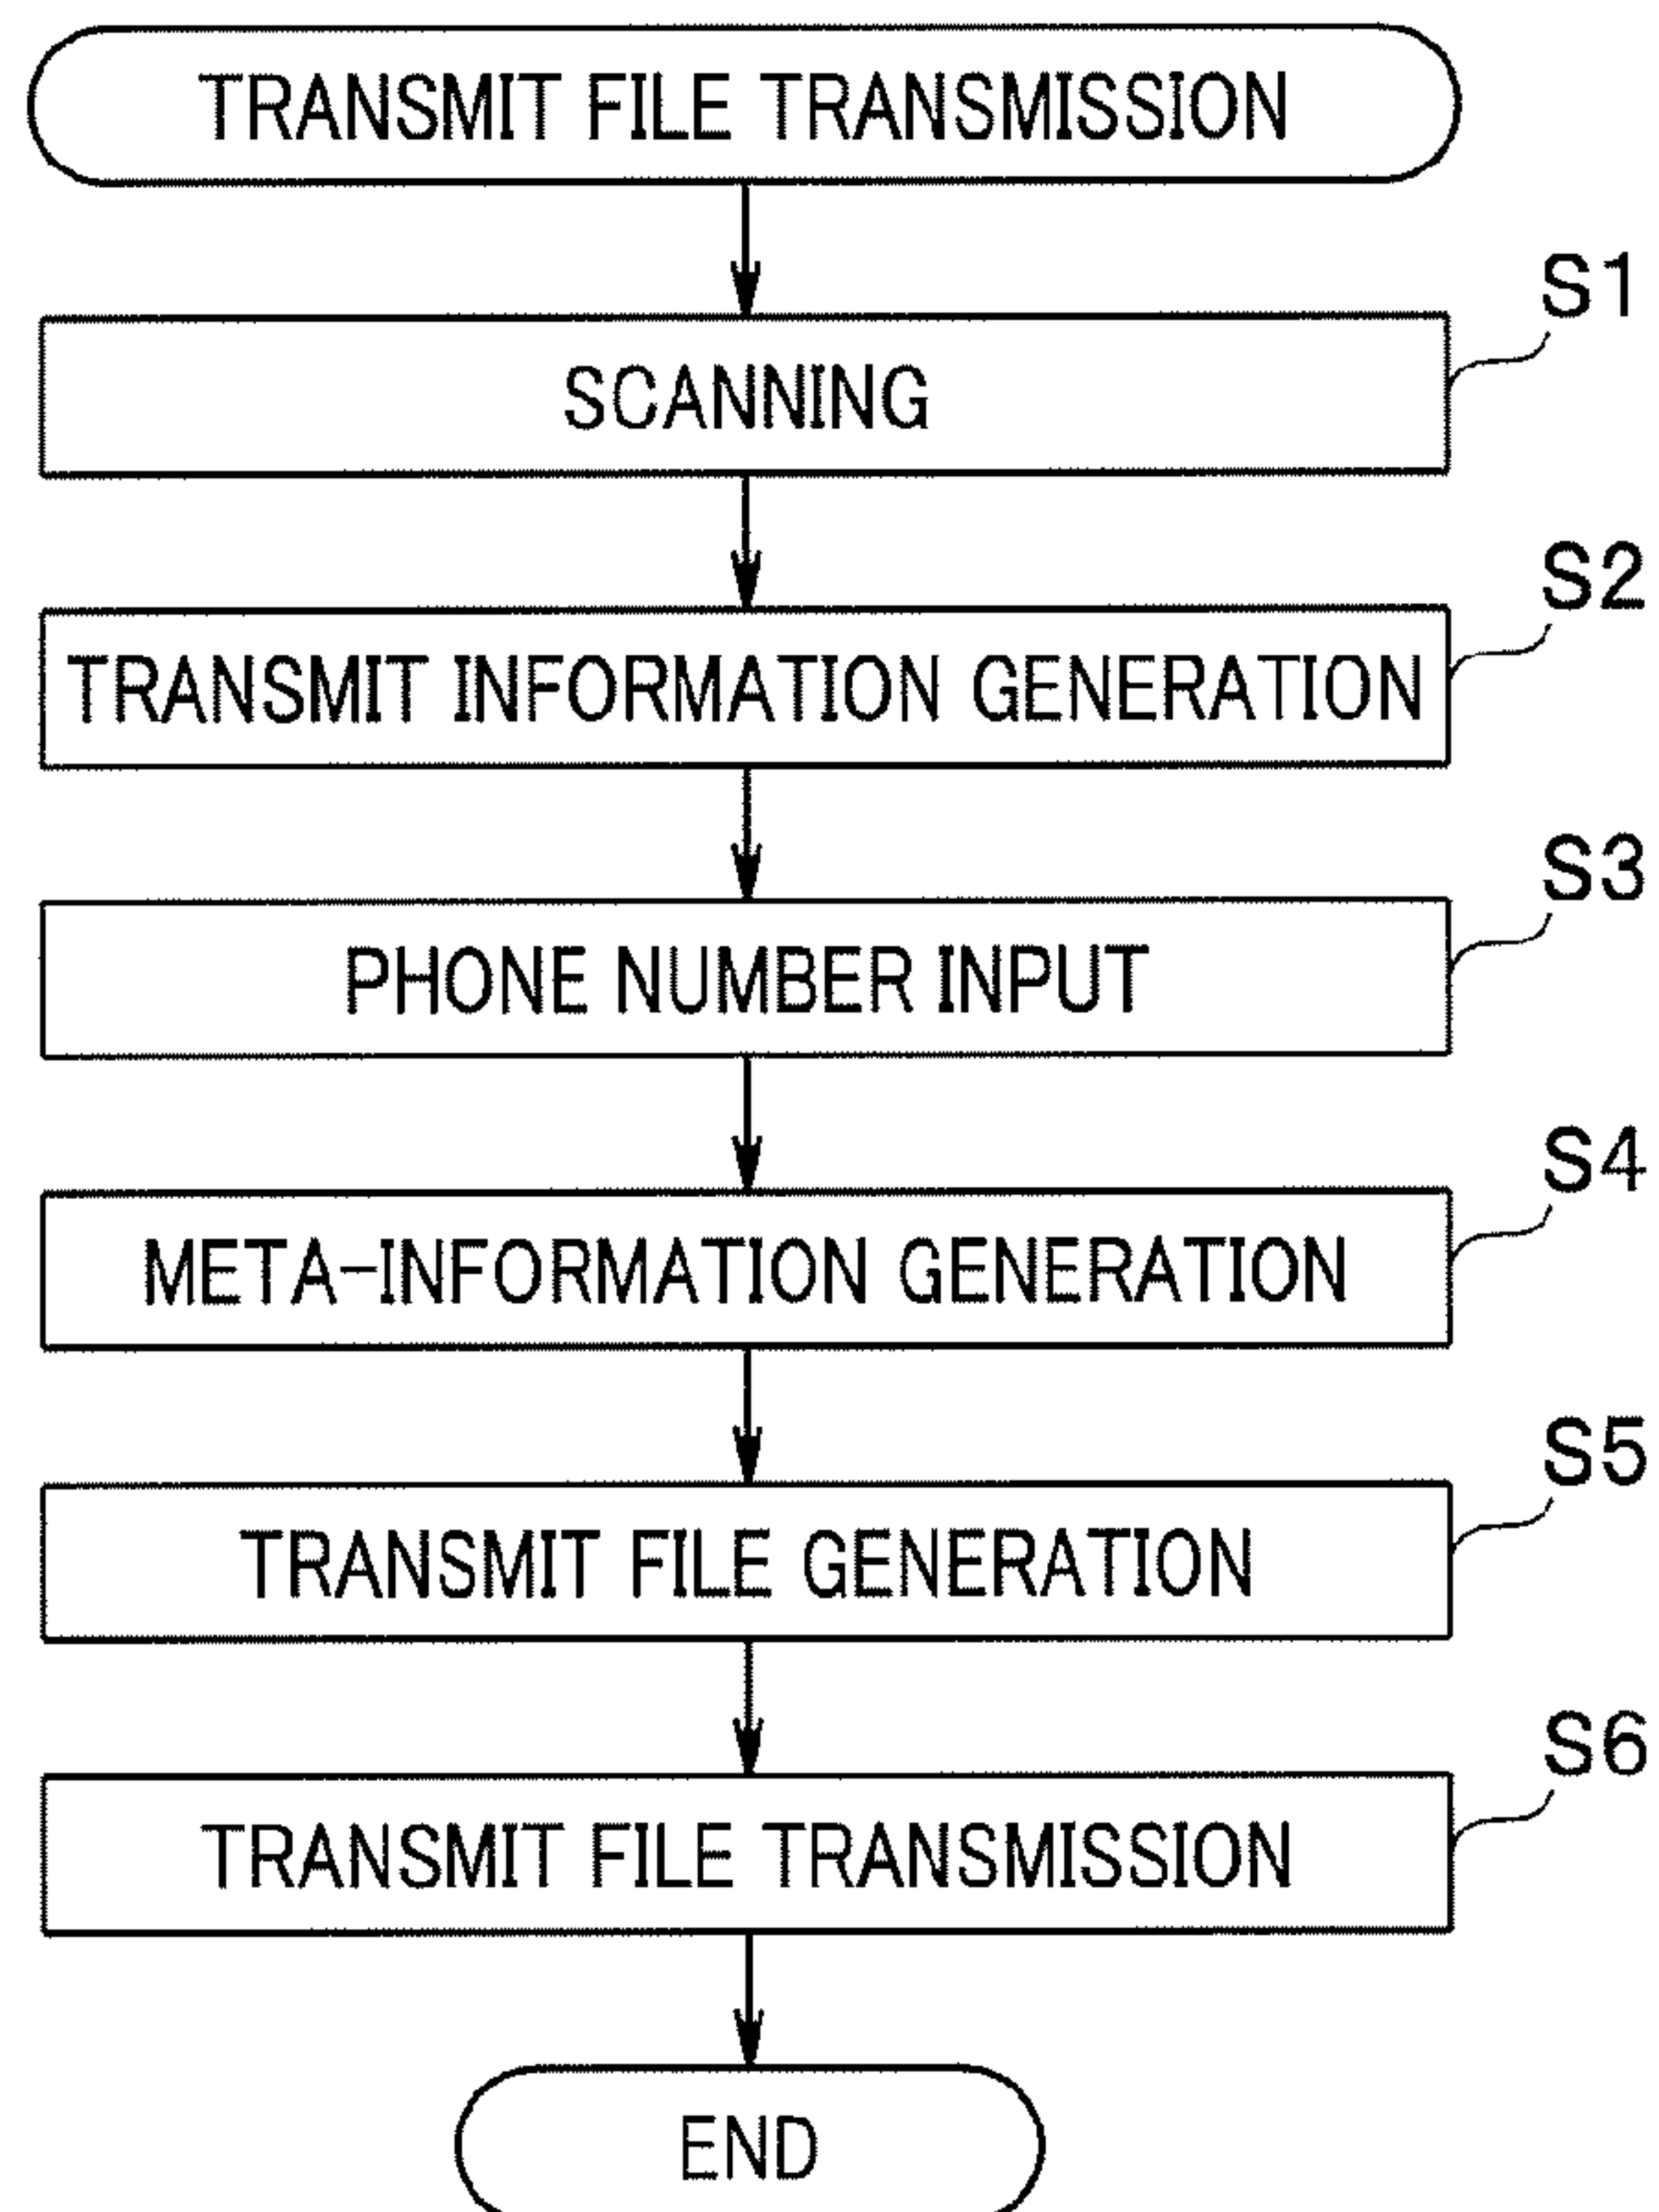 TRANSMIT FILE TRANSMISSION
S1
SCANNING
S2
TRANSMIT INFORMATION GENERATION
S3
PHONE NUMBER INPUT
S4
META-INFORMATION GENERATION
S5
TRANSMIT FILE GENERATION
S6
TRANSMIT FILE TRANSMISSION
END